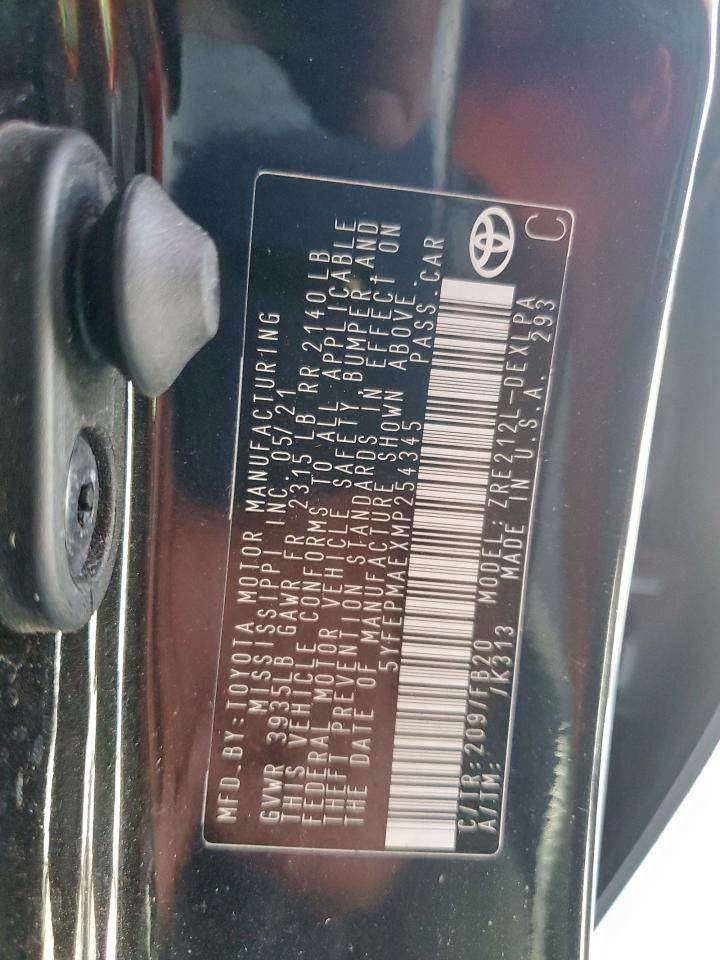 MFD.BY:TOYOTA MOTOR MANUFACTURING
MISSISSIPPI INC.05/21
GVWR 3935LB GAWR FR 2315 LB RR 2140LB
THIS VEHICLE CONFORMS TO ALL APPLICABLE
FEDERAL MOTOR VEHICLE SAFETY,BUMPER,AND
THEFT PREVENTION STANDARDS IN EFFECT ON
THE DATE OF MANUFACTURE SHOWN ABOVE.
5YFEPMAEXMP254345 PASS.CAR
C/TR:209/FB20 MODEL:ZRE212L-DEXLPA
A/TM: /K313 MADE IN U.S.A. 293
C